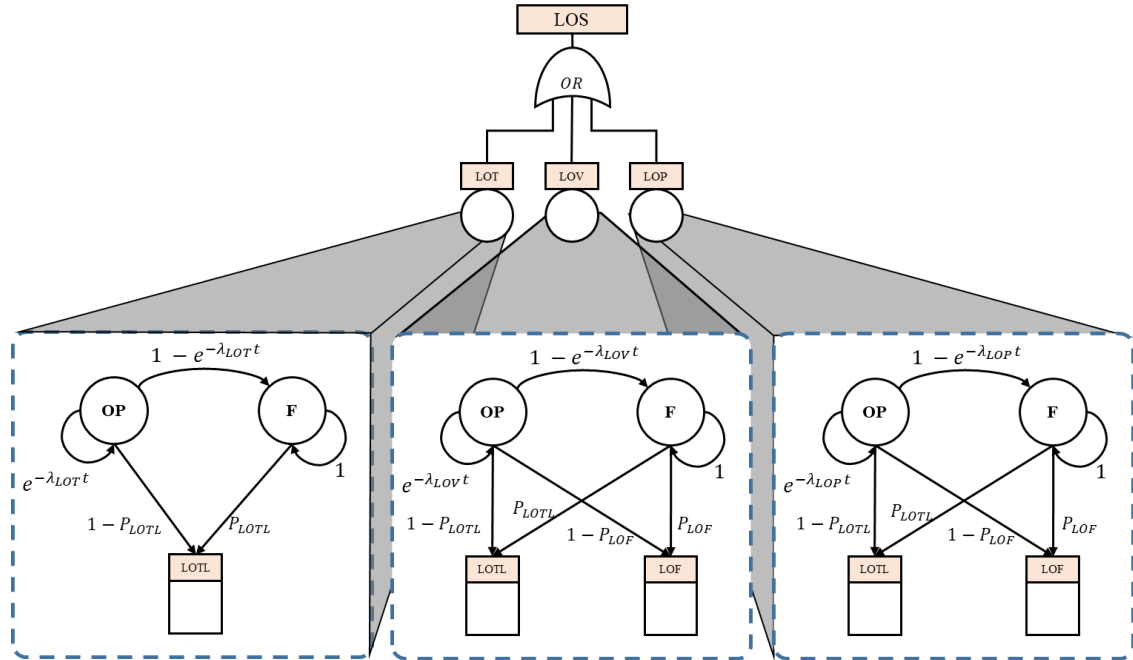 LOS
OR
LOT LOV LOP
1 − e^{−λ_{LOT}t}
OP F
e^{−λ_{LOT}t}
1
1 − P_{LOTL} P_{LOTL}
LOTL
1 − e^{−λ_{LOV}t}
OP F
e^{−λ_{LOV}t}
1
1 − P_{LOTL} P_{LOTL} 1 − P_{LOF} P_{LOF}
LOTL LOF
1 − e^{−λ_{LOP}t}
OP F
e^{−λ_{LOP}t}
1
1 − P_{LOTL} P_{LOTL} 1 − P_{LOF} P_{LOF}
LOTL LOF